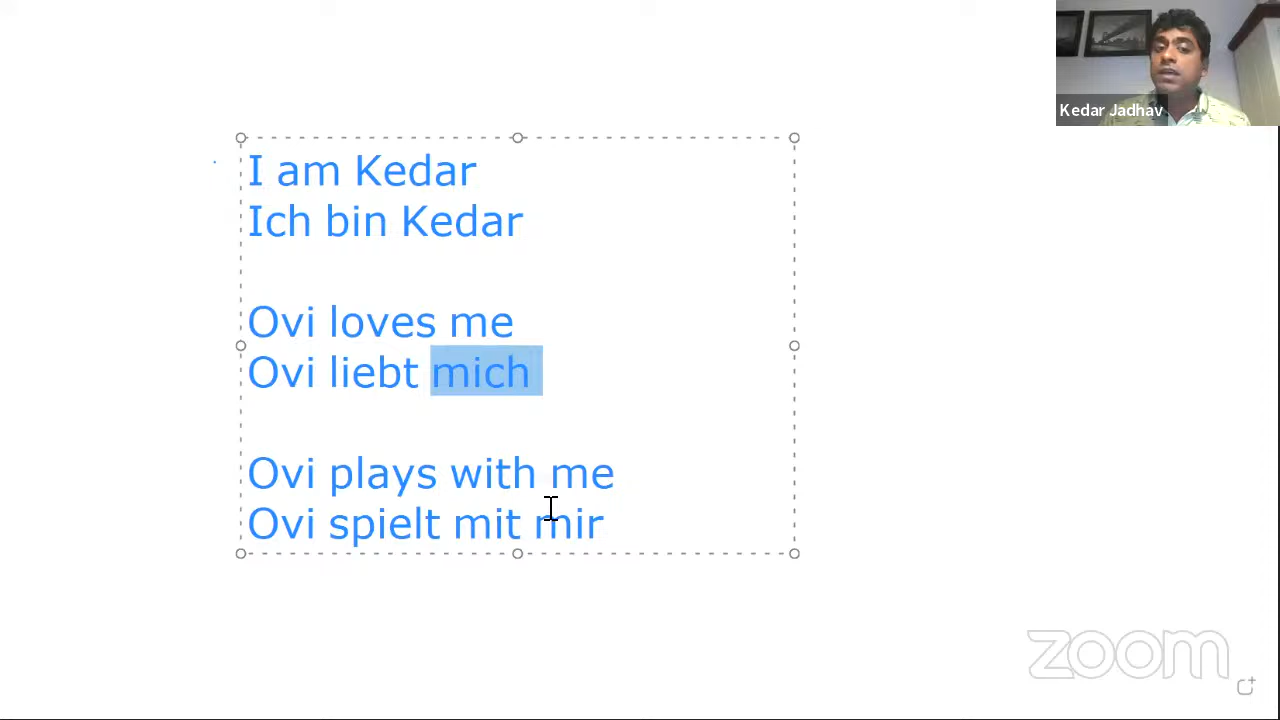 Kedar Jadhav
I am Kedar
Ich bin Kedar
Ovi loves me
Ovi liebt mich
Ovi plays with me
Ovi spielt mit mir
zoom